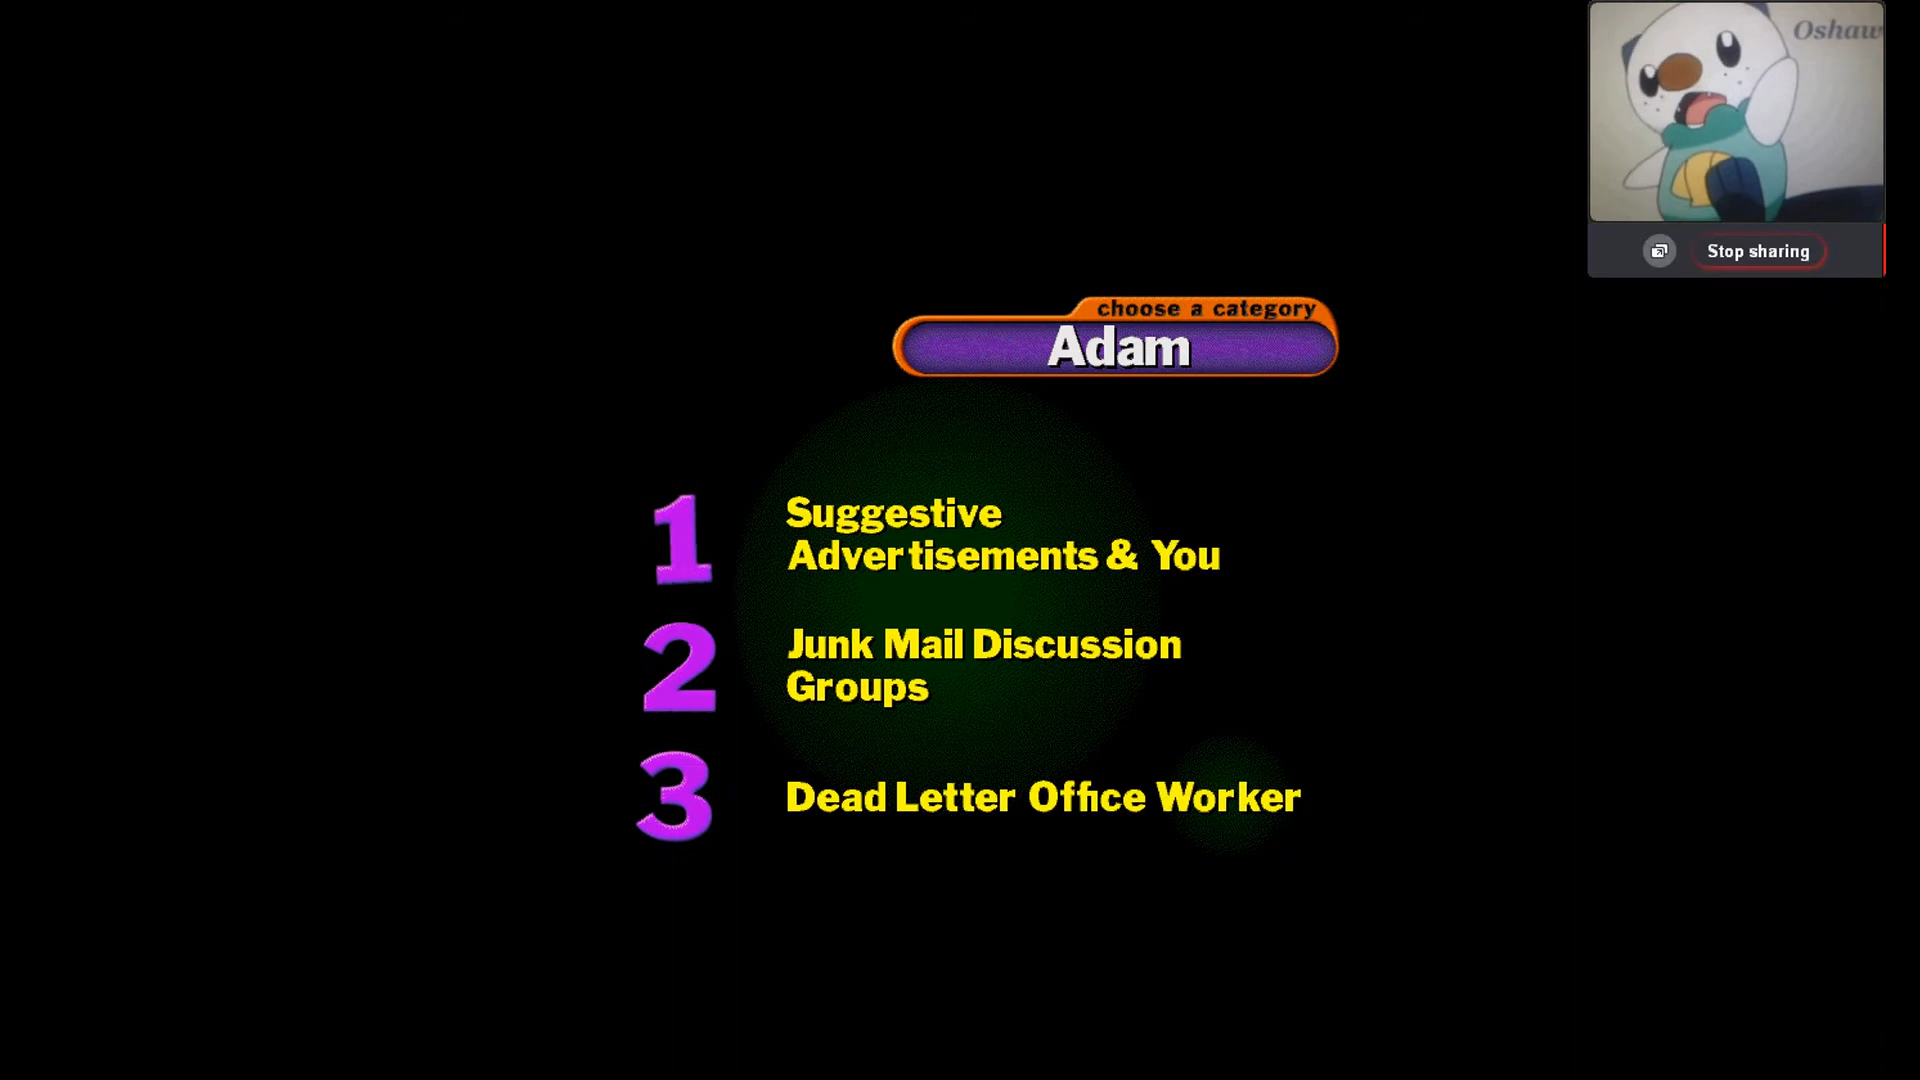 Oshaw
Stop sharing
choose a category
Adam
1
Suggestive
Advertisements & You
2
Junk Mail Discussion
Groups
3
Dead Letter Office Worker